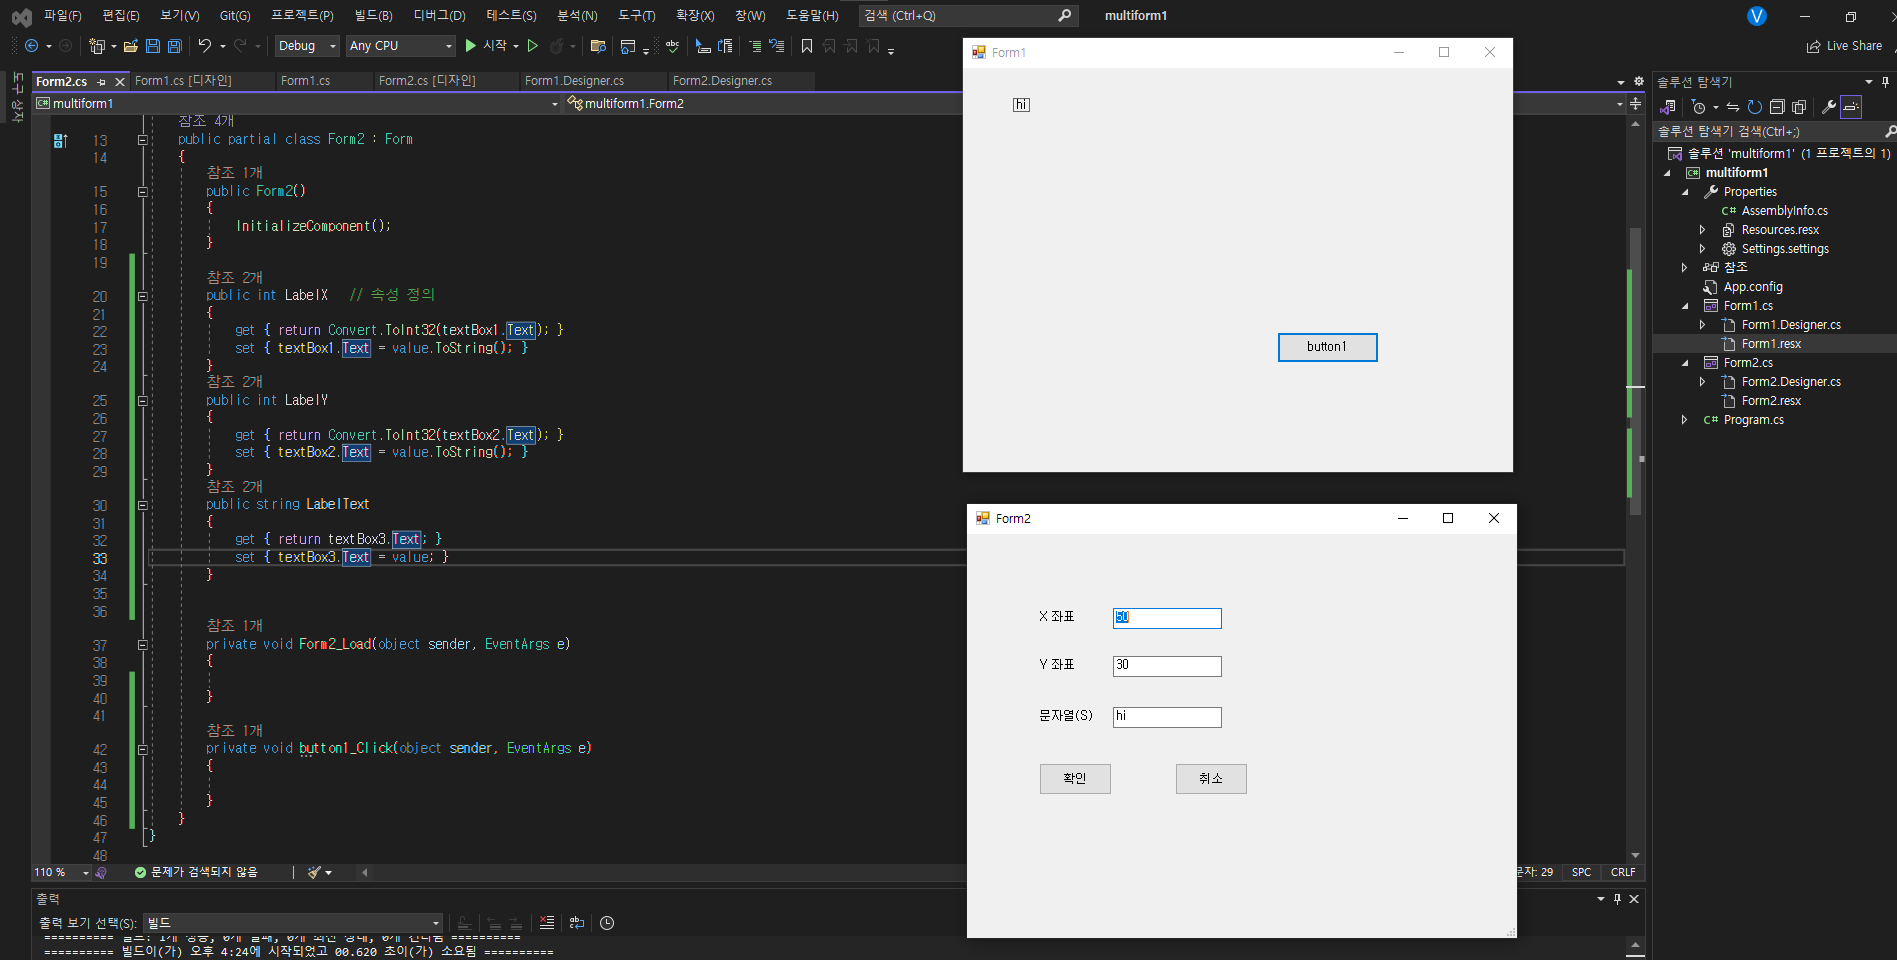 파일(F) 편집(E) 보기(V) Git(G) 프로젝트(P) 빌드(B) 디버그(D) 테스트(S) 분석(N) 도구(T) 확장(X) 창(W) 도움말(H) 검색 (Ctrl+Q) multiform1 V
Debug Any CPU 시작 Live Share
도구 상자
Form2.cs Form1.cs [디자인] Form1.cs Form2.cs [디자인] Form1.Designer.cs Form2.Designer.cs
multiform1 multiform1.Form2
참조 4개
13 public partial class Form2 : Form
14 {
참조 1개
15 public Form2()
16 {
17 InitializeComponent();
18 }
19
참조 2개
20 public int LabelX // 속성 정의
21 {
22 get { return Convert.ToInt32(textBox1.Text); }
23 set { textBox1.Text = value.ToString(); }
24 }
참조 2개
25 public int LabelY
26 {
27 get { return Convert.ToInt32(textBox2.Text); }
28 set { textBox2.Text = value.ToString(); }
29 }
참조 2개
30 public string LabelText
31 {
32 get { return textBox3.Text; }
33 set { textBox3.Text = value; }
34 }
35
36
참조 1개
37 private void Form2_Load(object sender, EventArgs e)
38 {
39
40 }
41
참조 1개
42 private void button1_Click(object sender, EventArgs e)
43 {
44
45 }
46 }
47 }
48
110 % 문제가 검색되지 않음 문자: 29 SPC CRLF
출력
출력 보기 선택(S): 빌드
========== 빌드: 1개 성공, 0개 실패, 0개 최신 상태, 0개 건너뜀 ==========
========== 빌드이(가) 오후 4:24에 시작되었고 00.620 초이(가) 소요됨 ==========
Form1
hi
button1
Form2
X 좌표 50
Y 좌표 30
문자열(S) hi
확인 취소
솔루션 탐색기
솔루션 탐색기 검색(Ctrl+;)
솔루션 'multiform1' (1 프로젝트의 1)
C# multiform1
Properties
C# AssemblyInfo.cs
Resources.resx
Settings.settings
참조
App.config
Form1.cs
Form1.Designer.cs
Form1.resx
Form2.cs
Form2.Designer.cs
Form2.resx
C# Program.cs